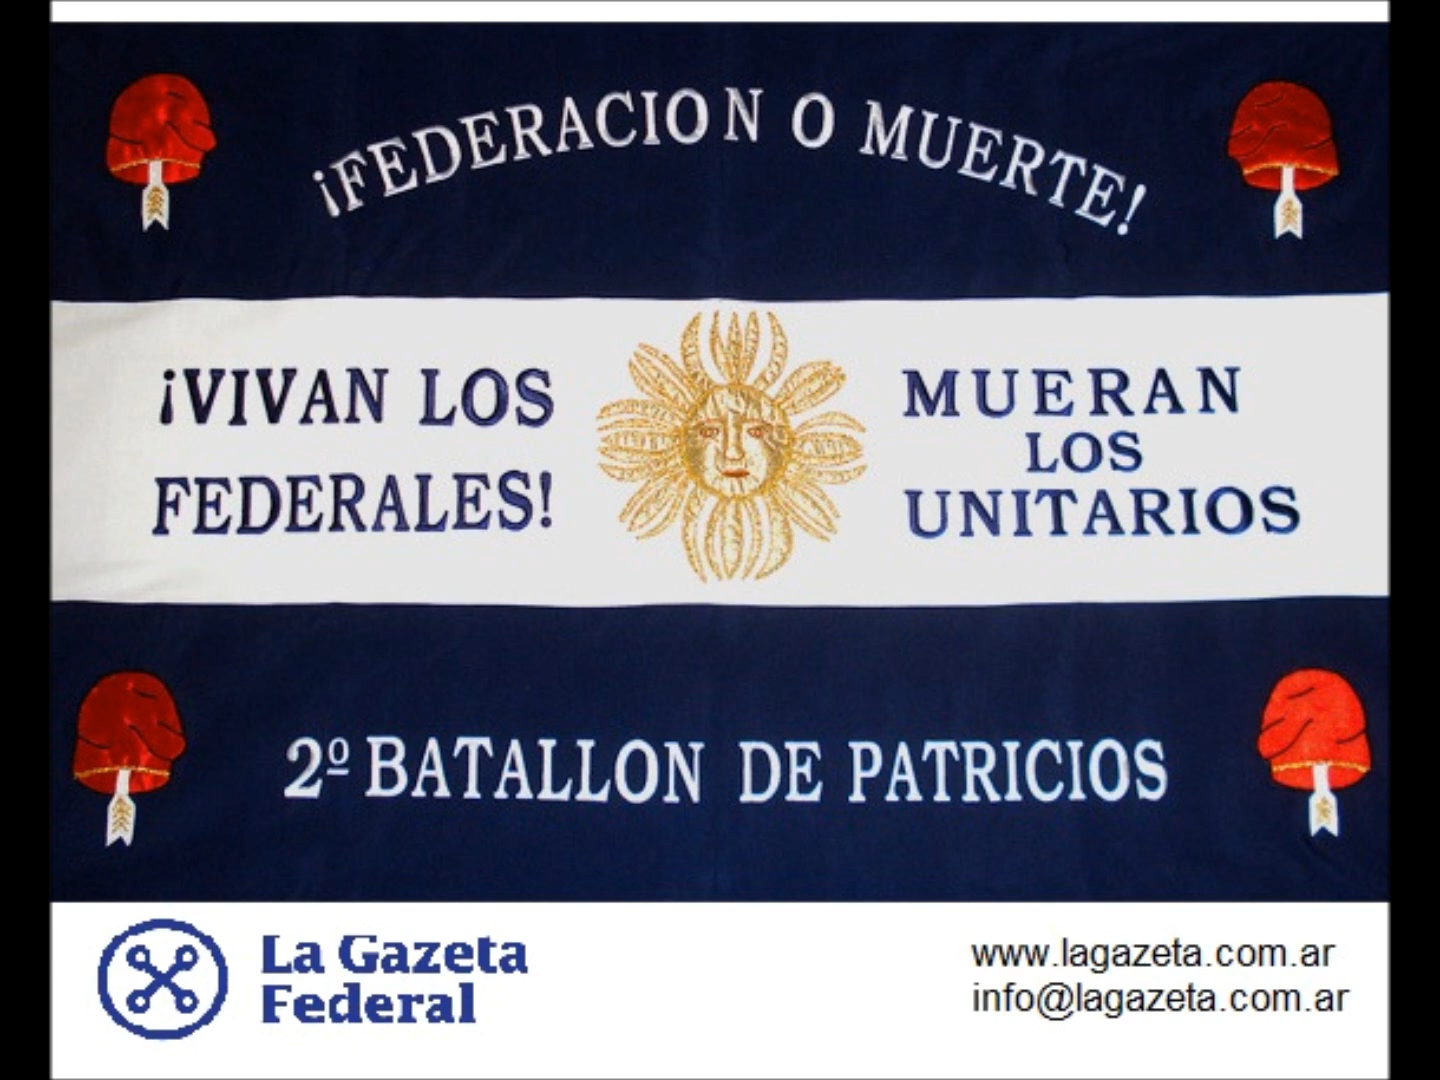 ¡FEDERACION O MUERTE!
¡VIVAN LOS
FEDERALES!
MUERAN
LOS
UNITARIOS
2º BATALLON DE PATRICIOS
La Gazeta
Federal
www.lagazeta.com.ar
info@lagazeta.com.ar